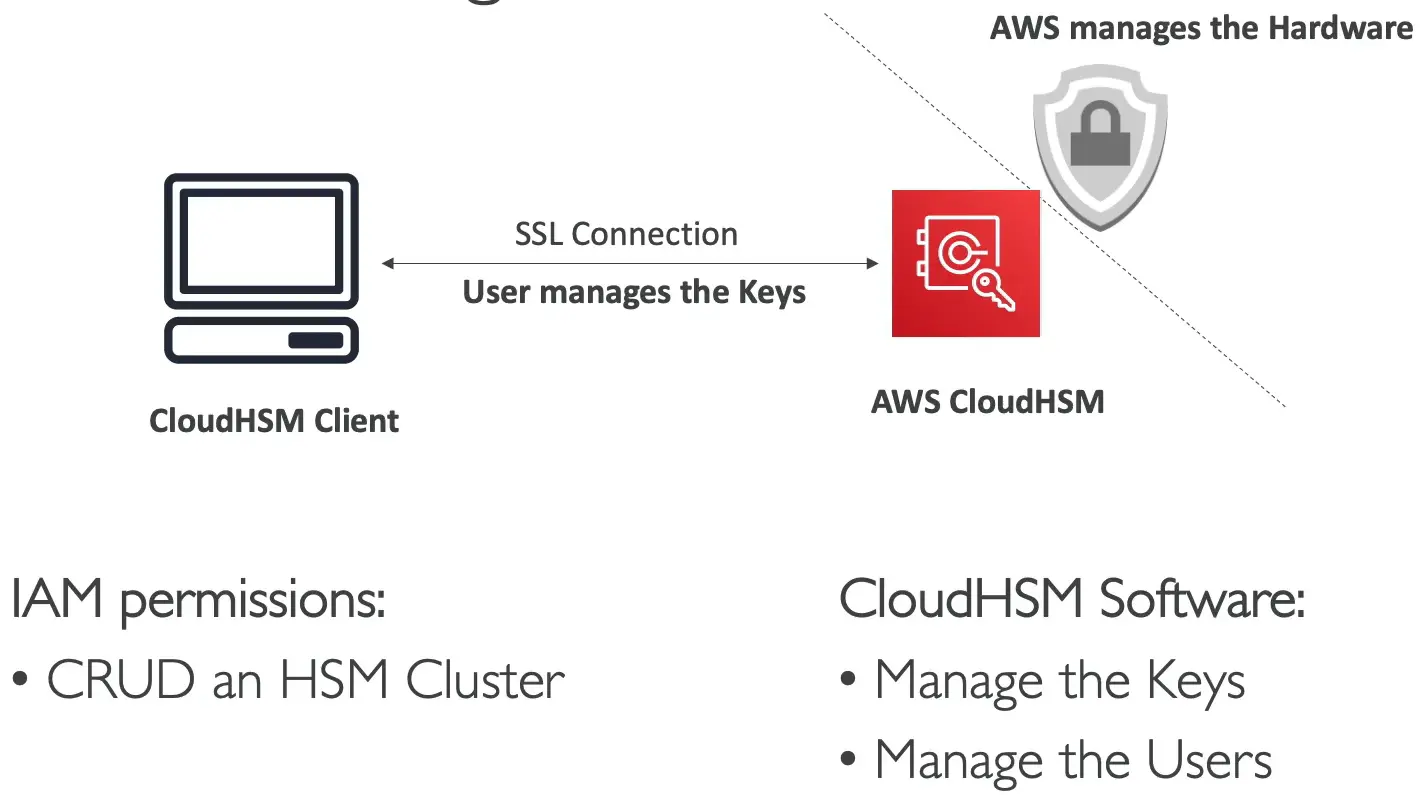 AWS manages the Hardware
SSL Connection
User manages the Keys
CloudHSM Client
AWS CloudHSM
IAM permissions:
• CRUD an HSM Cluster
CloudHSM Software:
• Manage the Keys
• Manage the Users